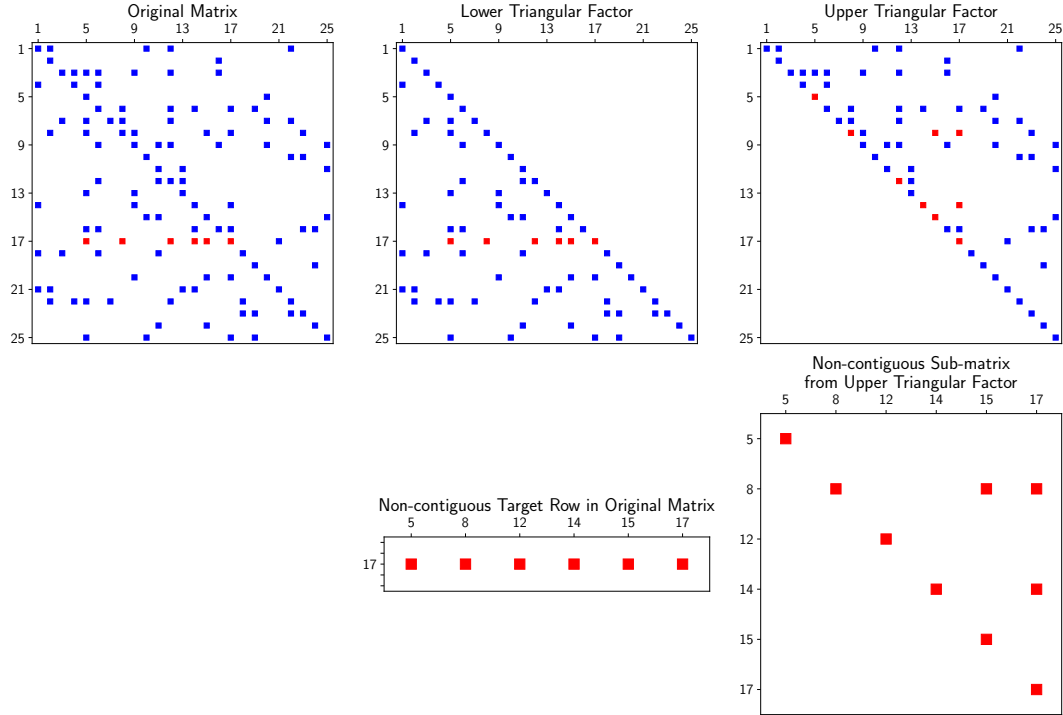 Original Matrix
1 5 9 13 17 21 25
1
5
9
13
17
21
25
Lower Triangular Factor
1 5 9 13 17 21 25
1
5
9
13
17
21
25
Upper Triangular Factor
1 5 9 13 17 21 25
1
5
9
13
17
21
25
Non-contiguous Target Row in Original Matrix
5 8 12 14 15 17
17
Non-contiguous Sub-matrix
from Upper Triangular Factor
5 8 12 14 15 17
5
8
12
14
15
17